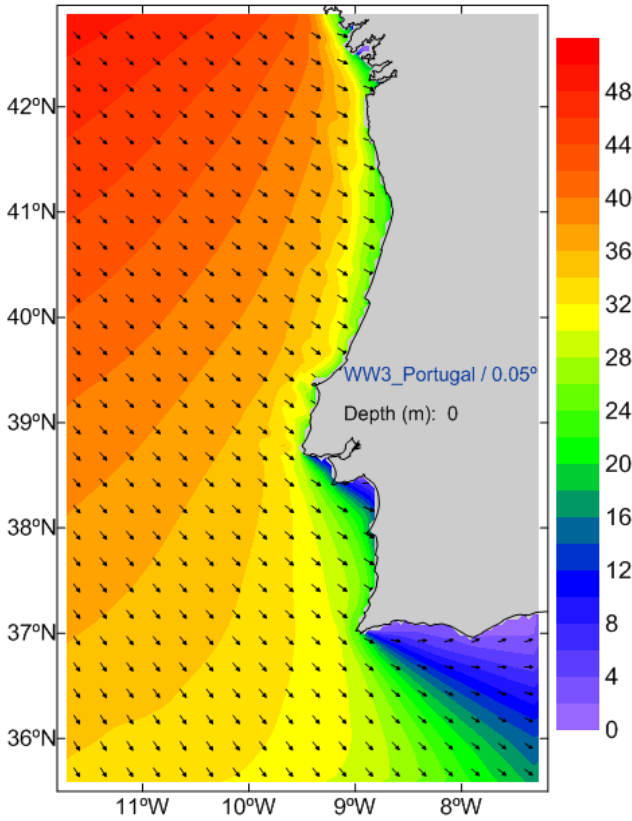 42ºN
41ºN
40ºN
39ºN
38ºN
37ºN
36ºN
11ºW
10ºW
9ºW
8ºW
WW3_Portugal / 0.05º
Depth (m): 0
48
44
40
36
32
28
24
20
16
12
8
4
0